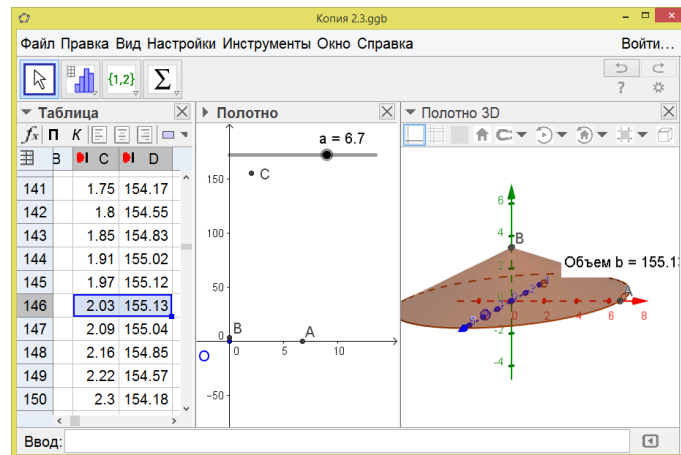 Копия 2.3.ggb
Файл Правка Вид Настройки Инструменты Окно Справка Войти...
{1,2} Σ ?
Таблица
fx П К
B C D
141 1.75 154.17
142 1.8 154.55
143 1.85 154.83
144 1.91 155.02
145 1.97 155.12
146 2.03 155.13
147 2.09 155.04
148 2.16 154.85
149 2.22 154.57
150 2.3 154.18
Полотно
a = 6.7
C
150
100
50
B A
0 0 5 10
O
-50
Полотно 3D
6
4
B
2
Объем b = 155.13
A
0 0 2 4 6 8
-2
-4
Ввод: